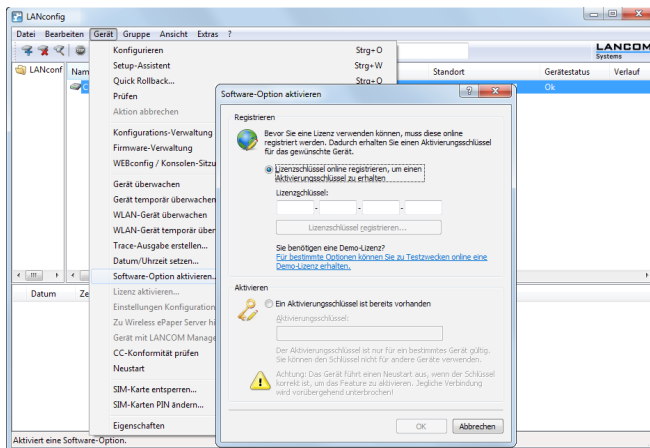 LANconfig
Datei Bearbeiten Gerät Gruppe Ansicht Extras ?
LANCOM
Systems
LANconf
Nam
Standort
Gerätestatus
Verlauf
Ok
Konfigurieren Strg+O
Setup-Assistent Strg+W
Quick Rollback... Strg+Q
Prüfen
Aktion abbrechen
Konfigurations-Verwaltung
Firmware-Verwaltung
WEBconfig / Konsolen-Sitzu
Gerät überwachen
Gerät temporär überwachen
WLAN-Gerät überwachen
WLAN-Gerät temporär über
Trace-Ausgabe erstellen...
Datum/Uhrzeit setzen...
Software-Option aktivieren...
Lizenz aktivieren...
Einstellungen Konfiguration
Zu Wireless ePaper Server hi
Gerät mit LANCOM Manage
CC-Konformität prüfen
Neustart
SIM-Karte entsperren...
SIM-Karten PIN ändern...
Eigenschaften
Datum Ze
Aktiviert eine Software-Option.
Software-Option aktivieren
Registrieren
Bevor Sie eine Lizenz verwenden können, muss diese online
registriert werden. Dadurch erhalten Sie einen Aktivierungsschlüssel
für das gewünschte Gerät.
Lizenzschlüssel online registrieren, um einen
Aktivierungsschlüssel zu erhalten
Lizenzschlüssel:
- - -
Lizenzschlüssel registrieren...
Sie benötigen eine Demo-Lizenz?
Für bestimmte Optionen können Sie zu Testzwecken online eine
Demo-Lizenz erhalten.
Aktivieren
Ein Aktivierungsschlüssel ist bereits vorhanden
Aktivierungsschlüssel:
Der Aktivierungsschlüssel ist nur für ein bestimmtes Gerät gültig.
Sie können den Schlüssel nicht für andere Geräte verwenden.
Achtung: Das Gerät führt einen Neustart aus, wenn der Schlüssel
korrekt ist, um das Feature zu aktivieren. Jegliche Verbindung
wird vorübergehend unterbrochen!
OK Abbrechen